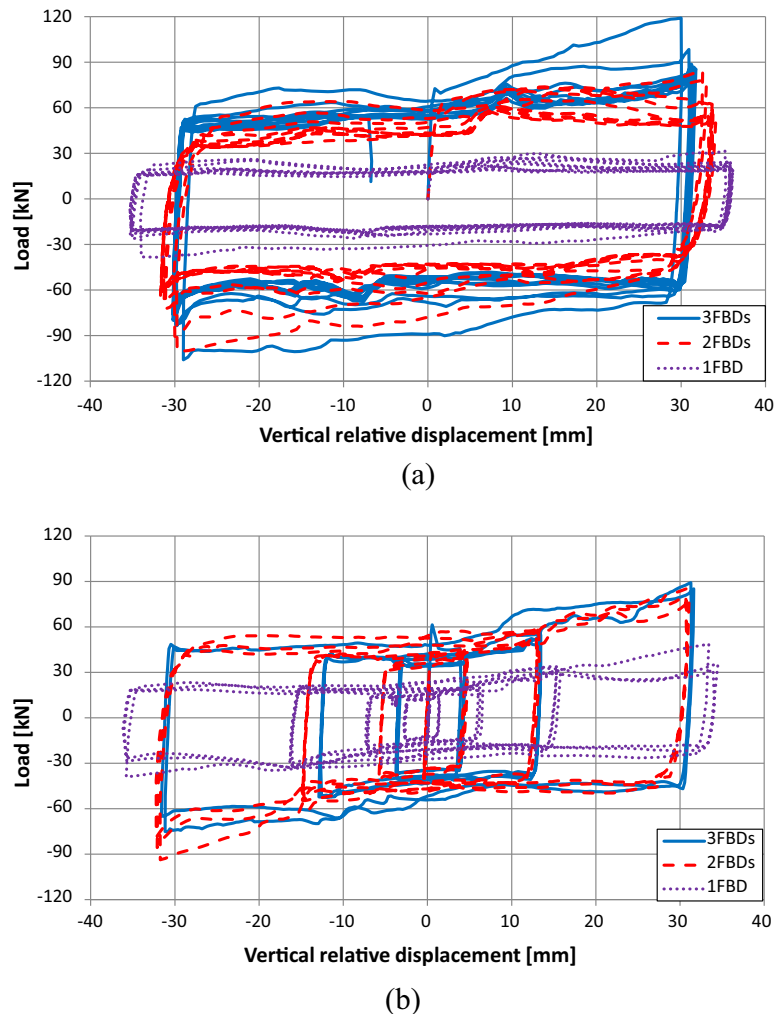 120
90
60
30
0
-30
-60
-90
-120
Load [kN]
3FBDs
2FBDs
1FBD
-40 -30 -20 -10 0 10 20 30 40
Vertical relative displacement [mm]
(a)
120
90
60
30
0
-30
-60
-90
-120
Load [kN]
3FBDs
2FBDs
1FBD
-40 -30 -20 -10 0 10 20 30 40
Vertical relative displacement [mm]
(b)